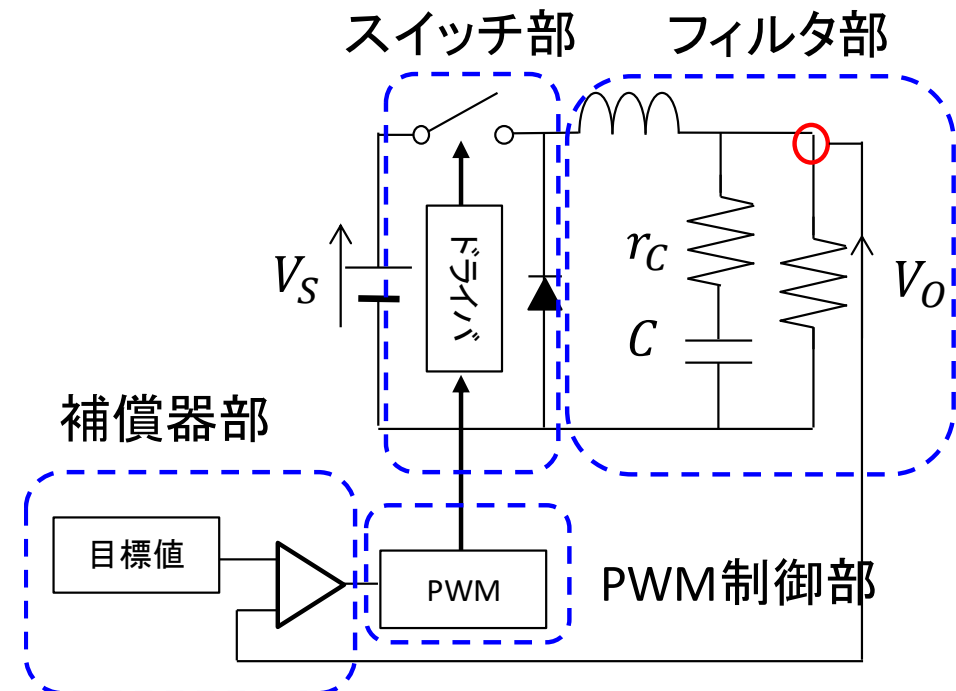 スイッチ部
フィルタ部
ドライバ
V_S
r_C
C
V_O
補償器部
目標値
PWM
PWM制御部